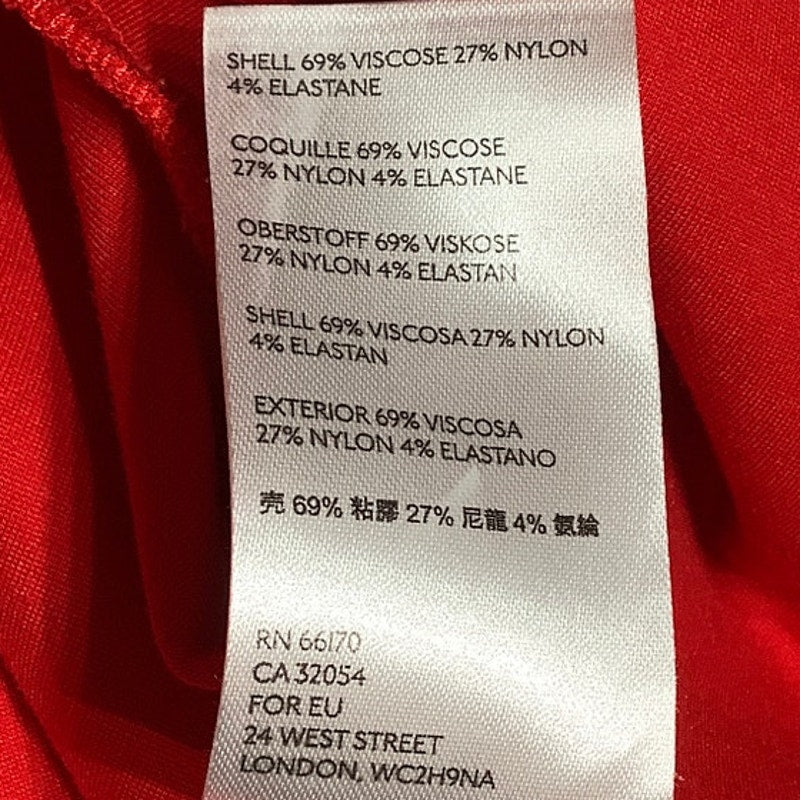 SHELL 69% VISCOSE 27% NYLON
4% ELASTANE
COQUILLE 69% VISCOSE
27% NYLON 4% ELASTANE
OBERSTOFF 69% VISKOSE
27% NYLON 4% ELASTAN
SHELL 69% VISCOSA 27% NYLON
4% ELASTAN
EXTERIOR 69% VISCOSA
27% NYLON 4% ELASTANO
壳 69% 粘膠 27% 尼龍 4% 氨綸
RN 66170
CA 32054
FOR EU
24 WEST STREET
LONDON, WC2H9NA